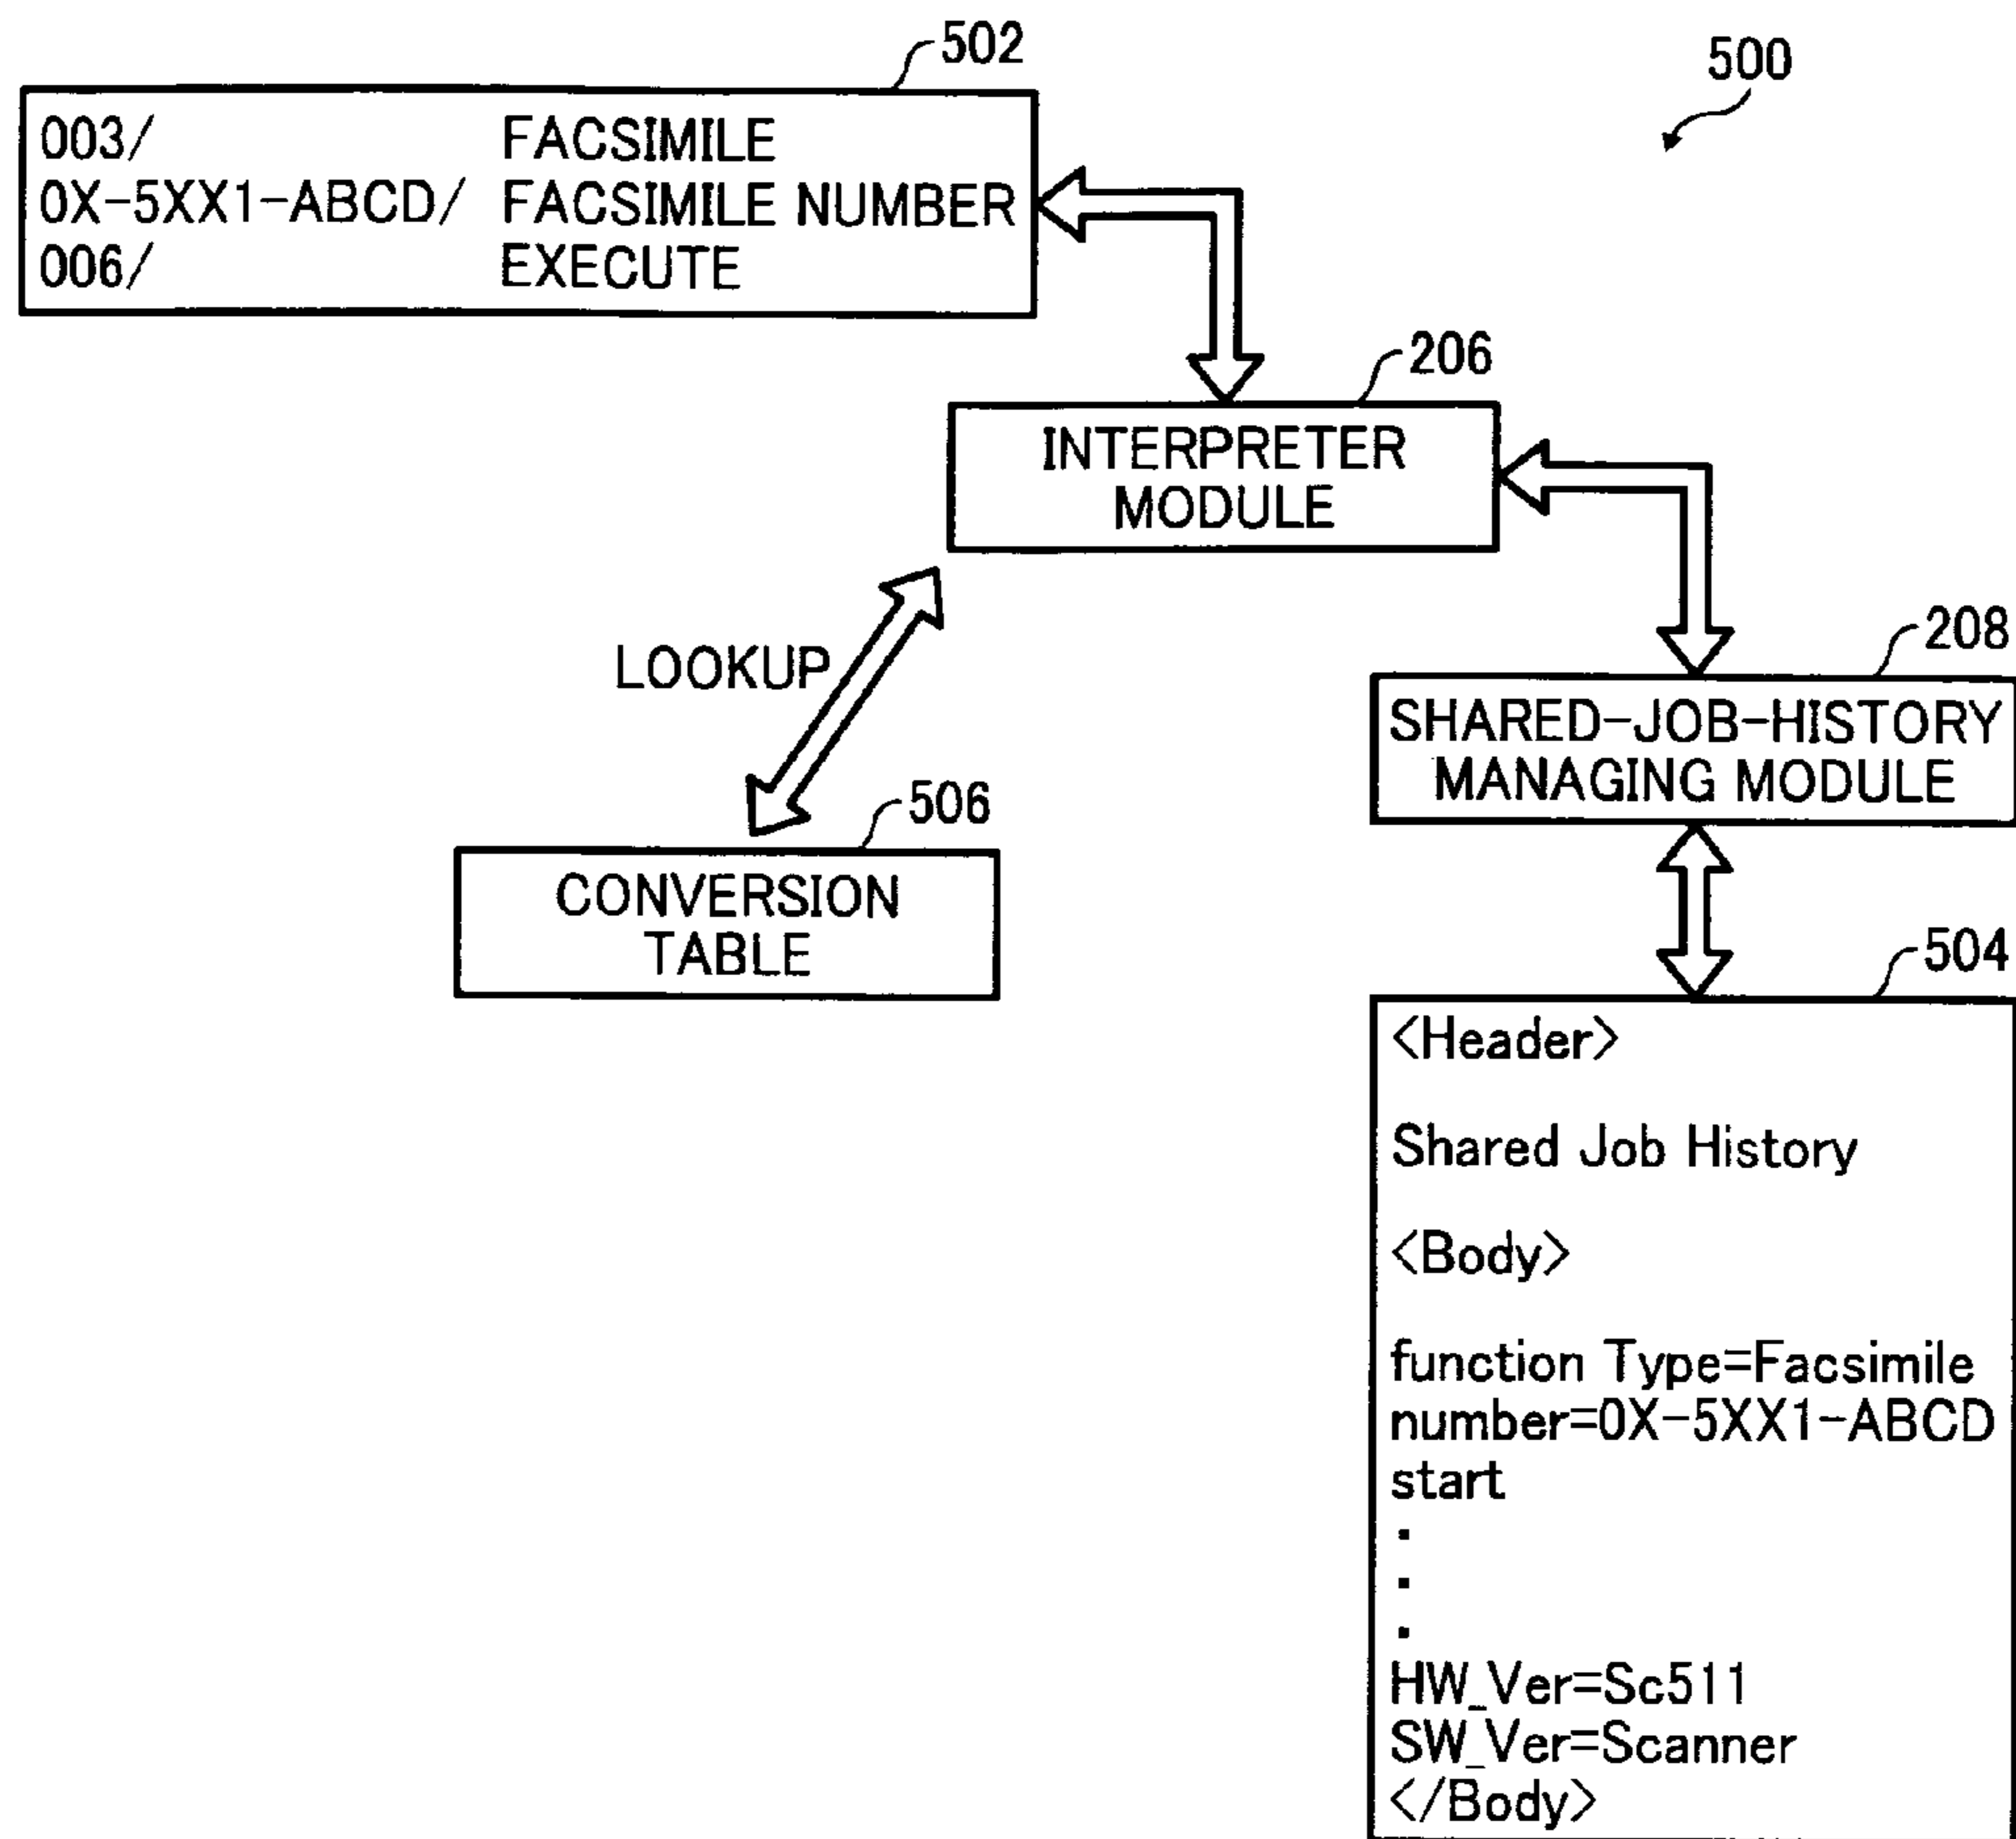 502
500
003/ FACSIMILE
0X-5XX1-ABCD/ FACSIMILE NUMBER
006/ EXECUTE
206
INTERPRETER
MODULE
LOOKUP
208
SHARED-JOB-HISTORY
MANAGING MODULE
506
CONVERSION
TABLE
504
<Header>
Shared Job History
<Body>
function Type=Facsimile
number=0X-5XX1-ABCD
start
.
.
.
HW_Ver=Sc511
SW_Ver=Scanner
</Body>